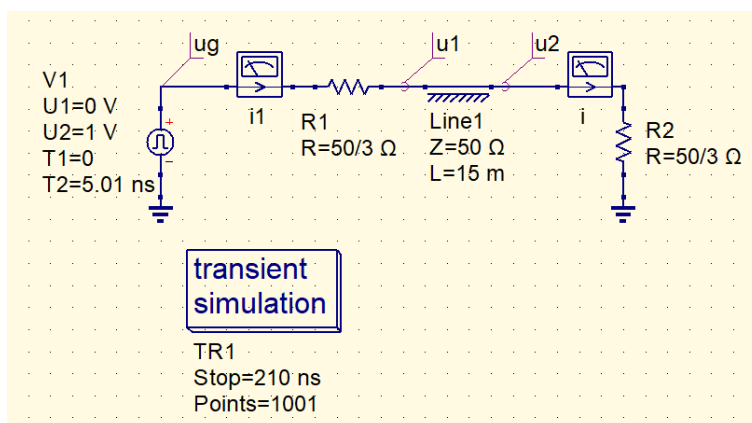 ug
u1
u2
V1
U1=0 V
U2=1 V
T1=0
T2=5.01 ns
+
−
i1
R1
R=50/3 Ω
Line1
Z=50 Ω
L=15 m
i
R2
R=50/3 Ω
transient
simulation
TR1
Stop=210 ns
Points=1001